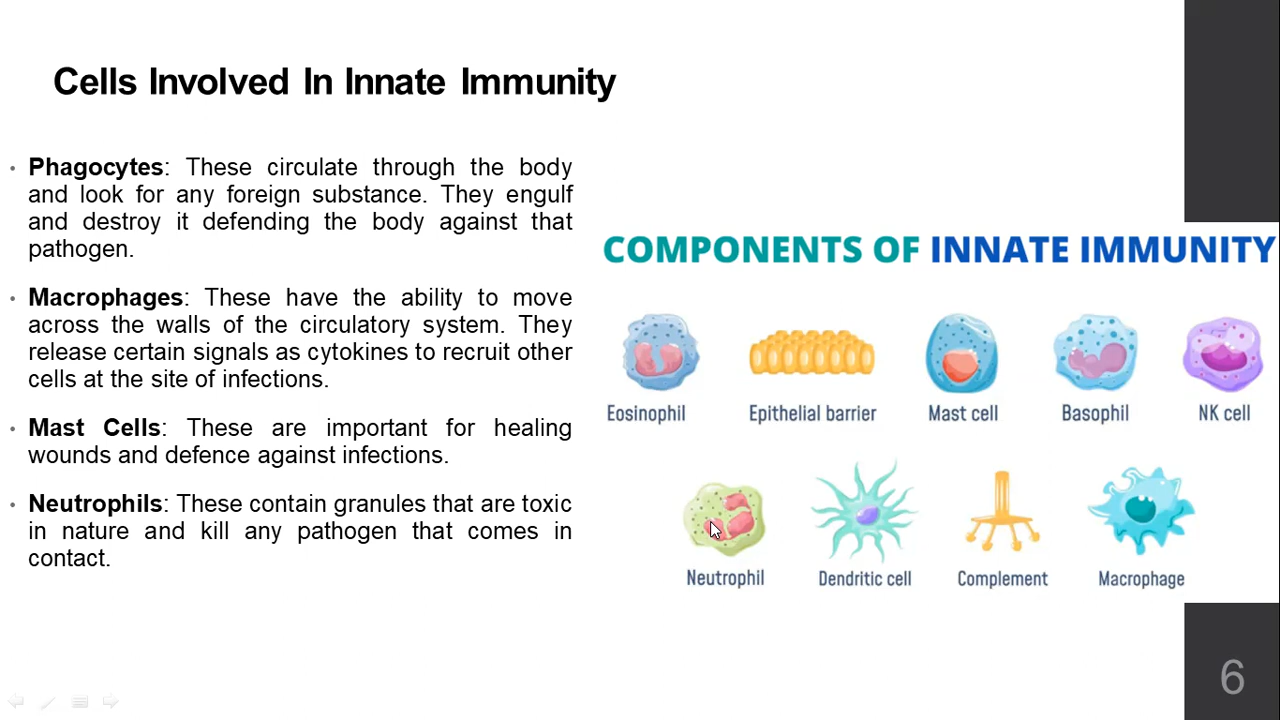 Cells Involved In Innate Immunity
• Phagocytes: These circulate through the body
and look for any foreign substance. They engulf
and destroy it defending the body against that
pathogen.
• Macrophages: These have the ability to move
across the walls of the circulatory system. They
release certain signals as cytokines to recruit other
cells at the site of infections.
• Mast Cells: These are important for healing
wounds and defence against infections.
• Neutrophils: These contain granules that are toxic
in nature and kill any pathogen that comes in
contact.
COMPONENTS OF INNATE IMMUNITY
Eosinophil Epithelial barrier Mast cell Basophil NK cell
Neutrophil Dendritic cell Complement Macrophage
6